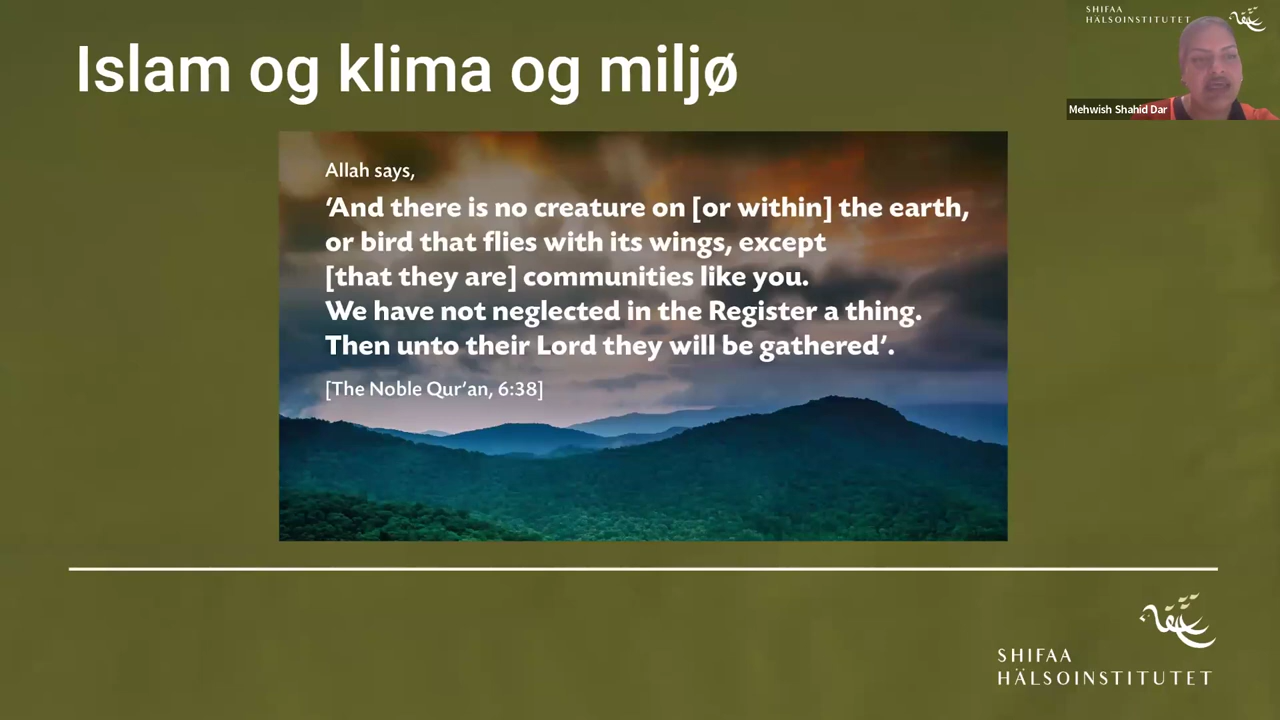 Islam og klima og miljø
SHIFAA
HÄLSOINSTITUTET
Mehwish Shahid Dar
Allah says,
‘And there is no creature on [or within] the earth,
or bird that flies with its wings, except
[that they are] communities like you.
We have not neglected in the Register a thing.
Then unto their Lord they will be gathered’.
[The Noble Qur’an, 6:38]
SHIFAA
HÄLSOINSTITUTET